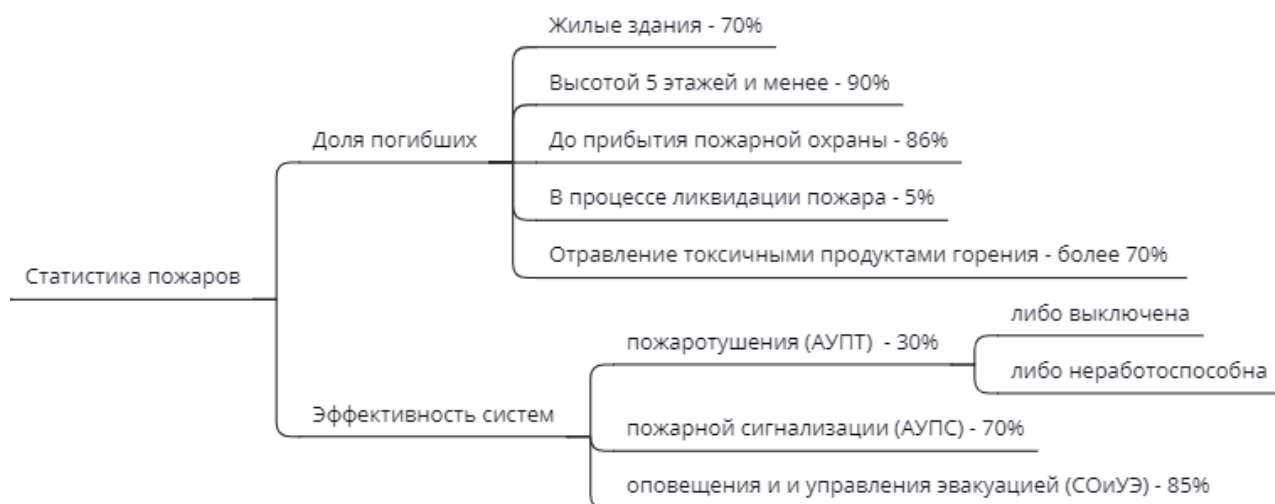 Жилые здания - 70%
Высотой 5 этажей и менее - 90%
Доля погибших
До прибытия пожарной охраны - 86%
В процессе ликвидации пожара - 5%
Отравление токсичными продуктами горения - более 70%
Статистика пожаров
либо выключена
пожаротушения (АУПТ) - 30%
либо неработоспособна
Эффективность систем
пожарной сигнализации (АУПС) - 70%
оповещения и и управления эвакуацией (СОиУЭ) - 85%